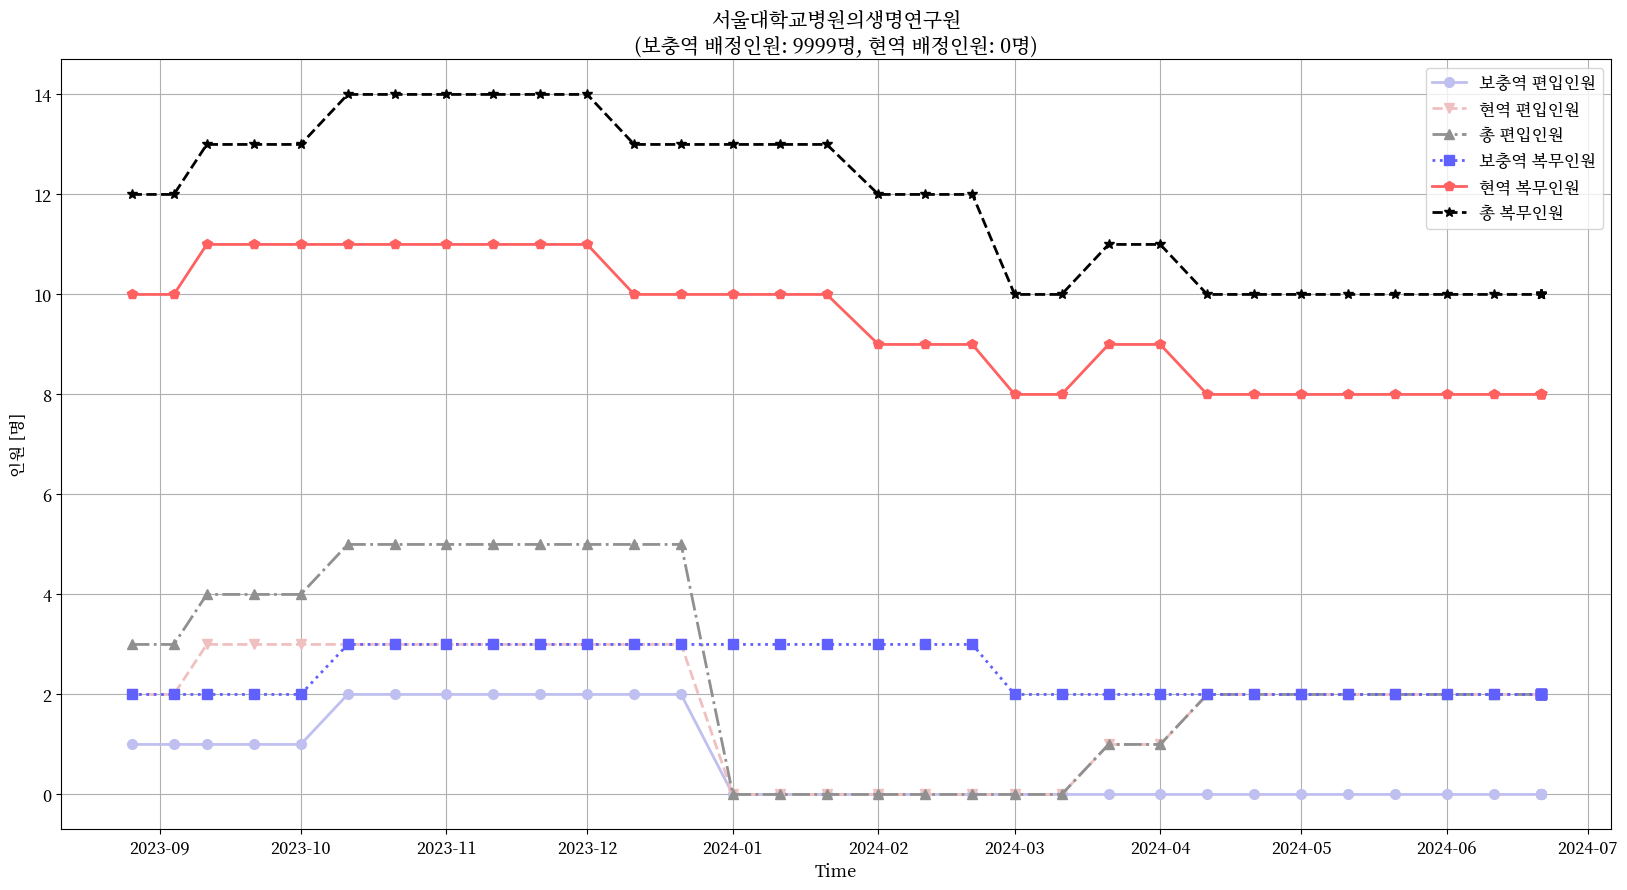 서울대학교병원의생명연구원
(보충역 배정인원: 9999명, 현역 배정인원: 0명)
보충역 편입인원
현역 편입인원
총 편입인원
보충역 복무인원
현역 복무인원
총 복무인원
인원 [명]
14
12
10
8
6
4
2
0
2023-09
2023-10
2023-11
2023-12
2024-01
2024-02
2024-03
2024-04
2024-05
2024-06
2024-07
Time